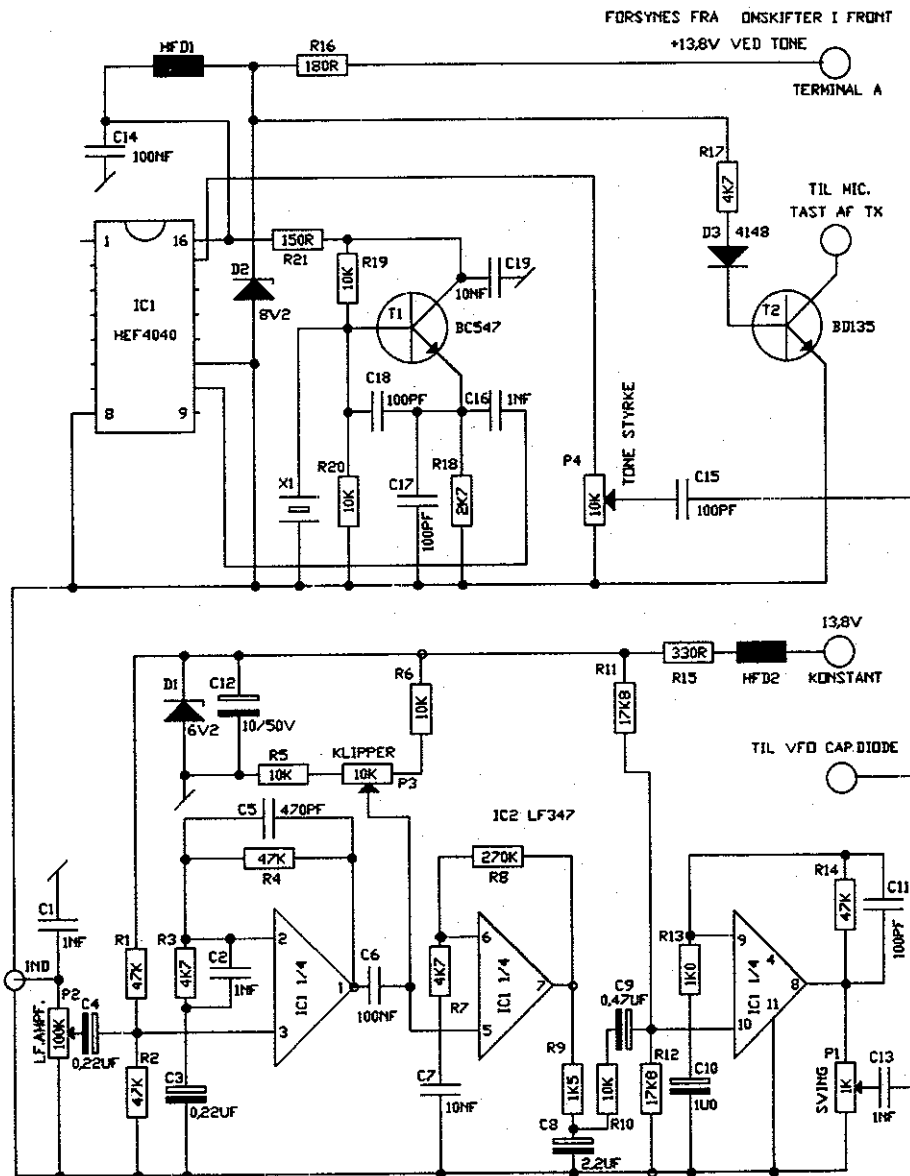 FORSYNES FRA OMSKIFTER I FRONT
+13,8V VED TONE
TERMINAL A
HFD1
R16
180R
C14
100NF
R17
4K7
TIL MIC.
TAST AF TX
D3 4148
1
16
150R
R21
R19
10K
C19
10NF
D2
8V2
IC1
HEF4040
T1
BC547
T2
BD135
8
9
C18
100PF
C16
1NF
R20
10K
X1
C17
100PF
R18
2K7
P4
10K
TONE STYRKE
C15
100PF
13,8V
KONSTANT
330R
R15
HFD2
R11
17K8
R6
10K
D1
6V2
C12
10/50V
R5
10K
KLIPPER
10K
P3
TIL VFO CAP.DIODE
C5
470PF
47K
R4
IC2 LF347
270K
R8
R14
47K
C11
100PF
C1
1NF
R1
47K
R3
4K7
C2
1NF
2
3
1
IC1 1/4
C6
100NF
6
5
7
IC1 1/4
4K7
R7
R13
1K0
9
10
4
11
8
IC1 1/4
IND
P2
100K
LF.AMPF.
C4
0,22UF
R2
47K
C3
0,22UF
C7
10NF
R9
1K5
C9
0,47UF
10K
R10
R12
17K8
C10
1U0
P1
1K
SVING
C13
1NF
C8
2,2UF